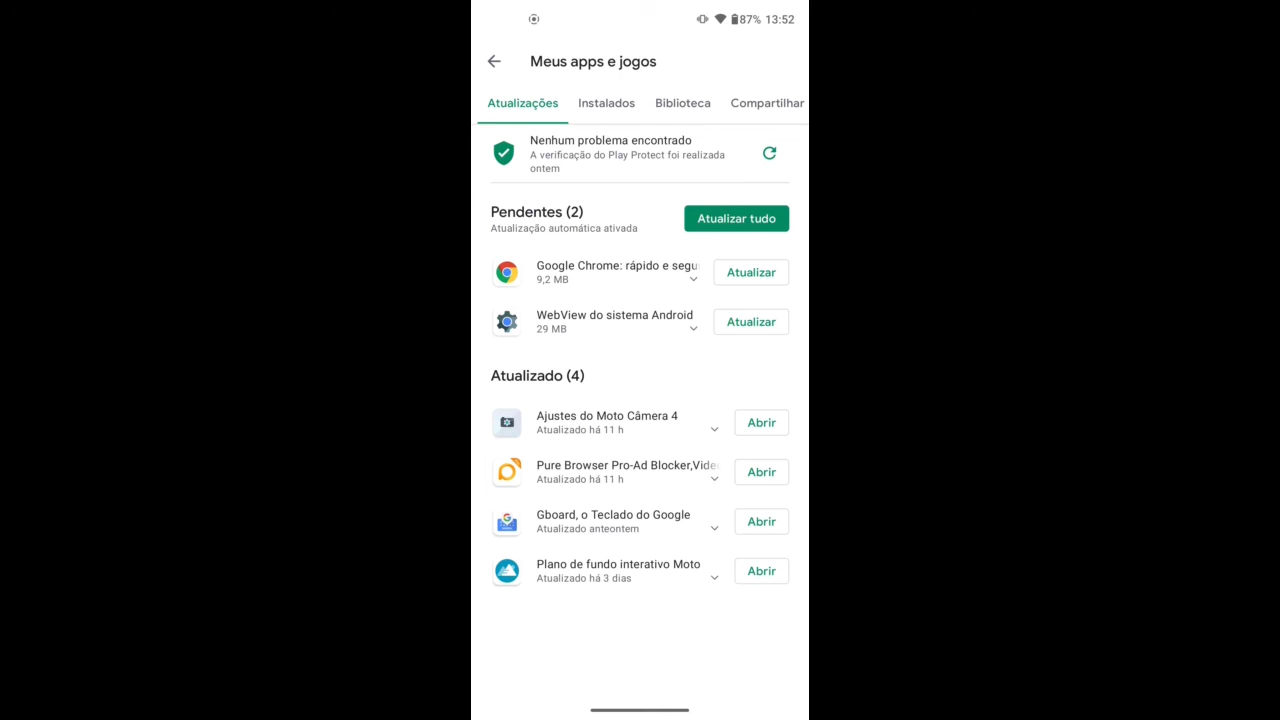 87% 13:52
Meus apps e jogos
Atualizações Instalados Biblioteca Compartilhar
Nenhum problema encontrado
A verificação do Play Protect foi realizada
ontem
Pendentes (2)
Atualização automática ativada
Atualizar tudo
Google Chrome: rápido e segu
9,2 MB
Atualizar
WebView do sistema Android
29 MB
Atualizar
Atualizado (4)
Ajustes do Moto Câmera 4
Atualizado há 11 h
Abrir
Pure Browser Pro-Ad Blocker,Vide
Atualizado há 11 h
Abrir
Gboard, o Teclado do Google
Atualizado anteontem
Abrir
Plano de fundo interativo Moto
Atualizado há 3 dias
Abrir